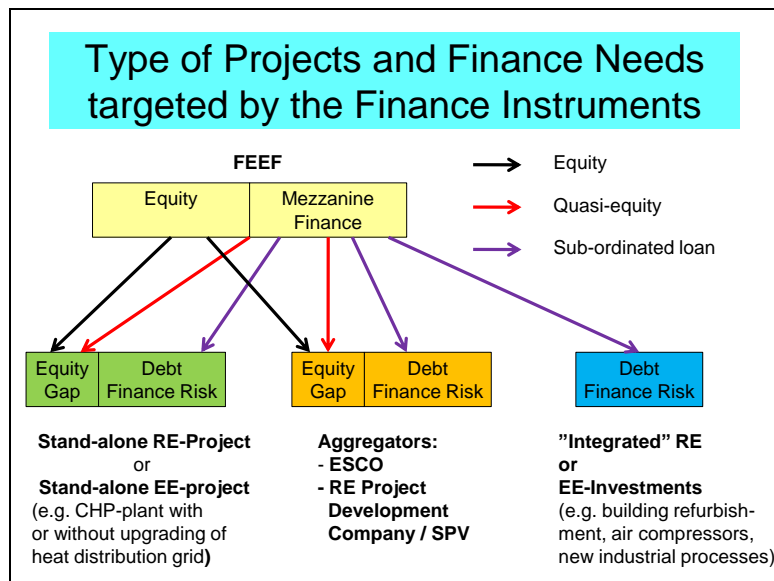 Type of Projects and Finance Needs
targeted by the Finance Instruments
FEEF
Equity
Mezzanine
Finance
Equity
Quasi-equity
Sub-ordinated loan
Equity
Gap
Debt
Finance Risk
Equity
Gap
Debt
Finance Risk
Debt
Finance Risk
Stand-alone RE-Project
or
Stand-alone EE-project
(e.g. CHP-plant with
or without upgrading of
heat distribution grid)
Aggregators:
- ESCO
- RE Project
Development
Company / SPV
”Integrated” RE
or
EE-Investments
(e.g. building refurbish-
ment, air compressors,
new industrial processes)